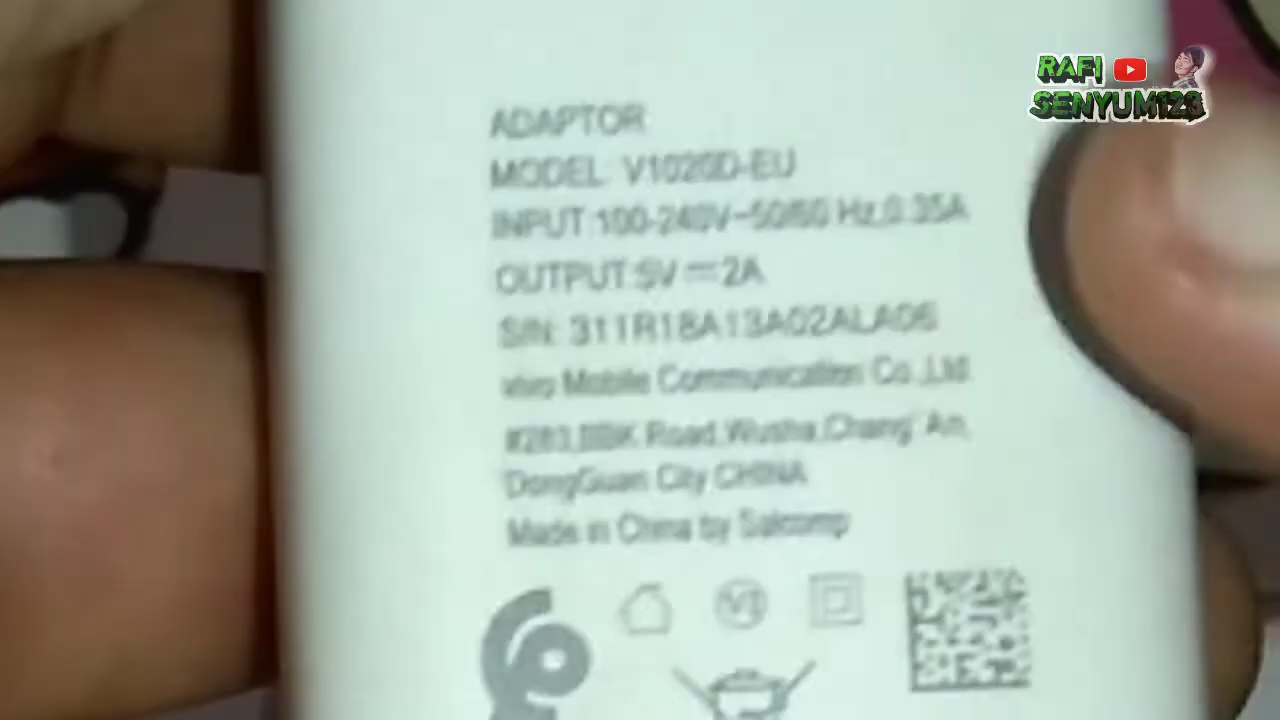 RAFI
SENYUM123
ADAPTOR
MODEL: V1020D-EU
INPUT:100-240V~50/60 Hz,0.35A
OUTPUT:5V⎓2A
S/N: 311R18A13A02ALA06
vivo Mobile Communication Co.,Ltd
#283,BBK Road,Wusha,Chang' An,
DongGuan City CHINA
Made in China by Salcomp
VI